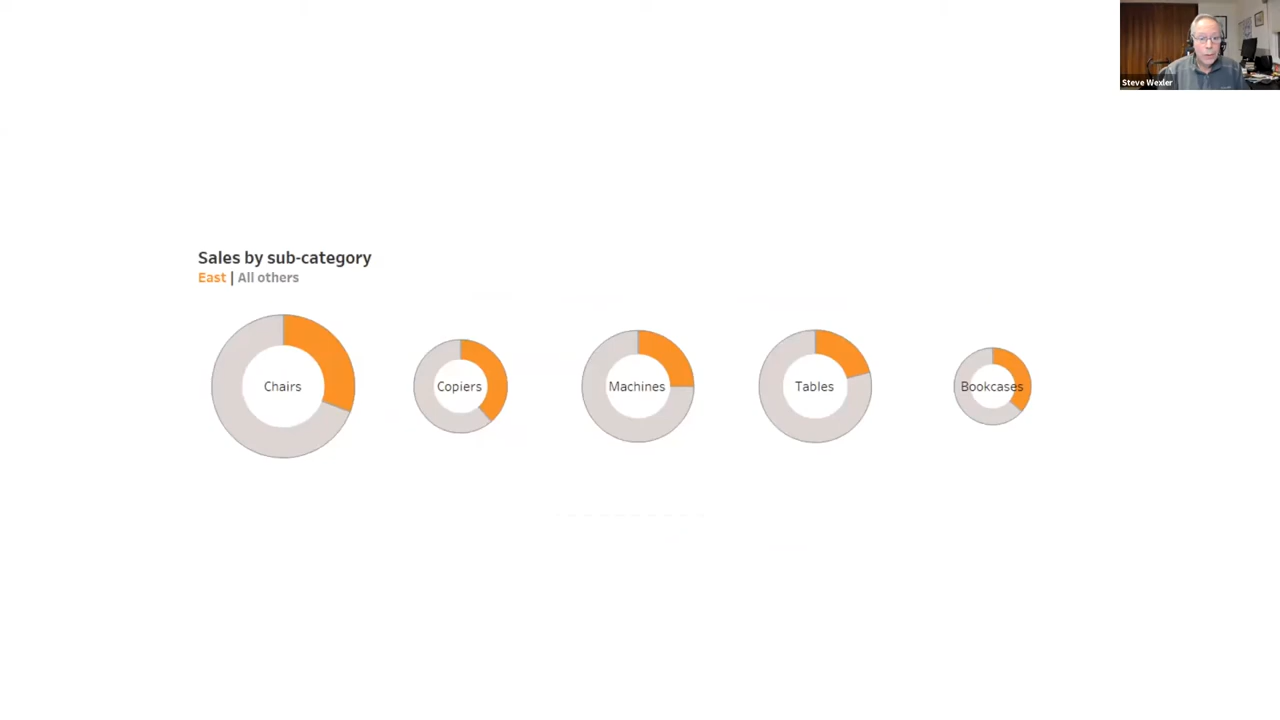 Steve Wexler
Sales by sub-category
East | All others
Chairs
Copiers
Machines
Tables
Bookcases